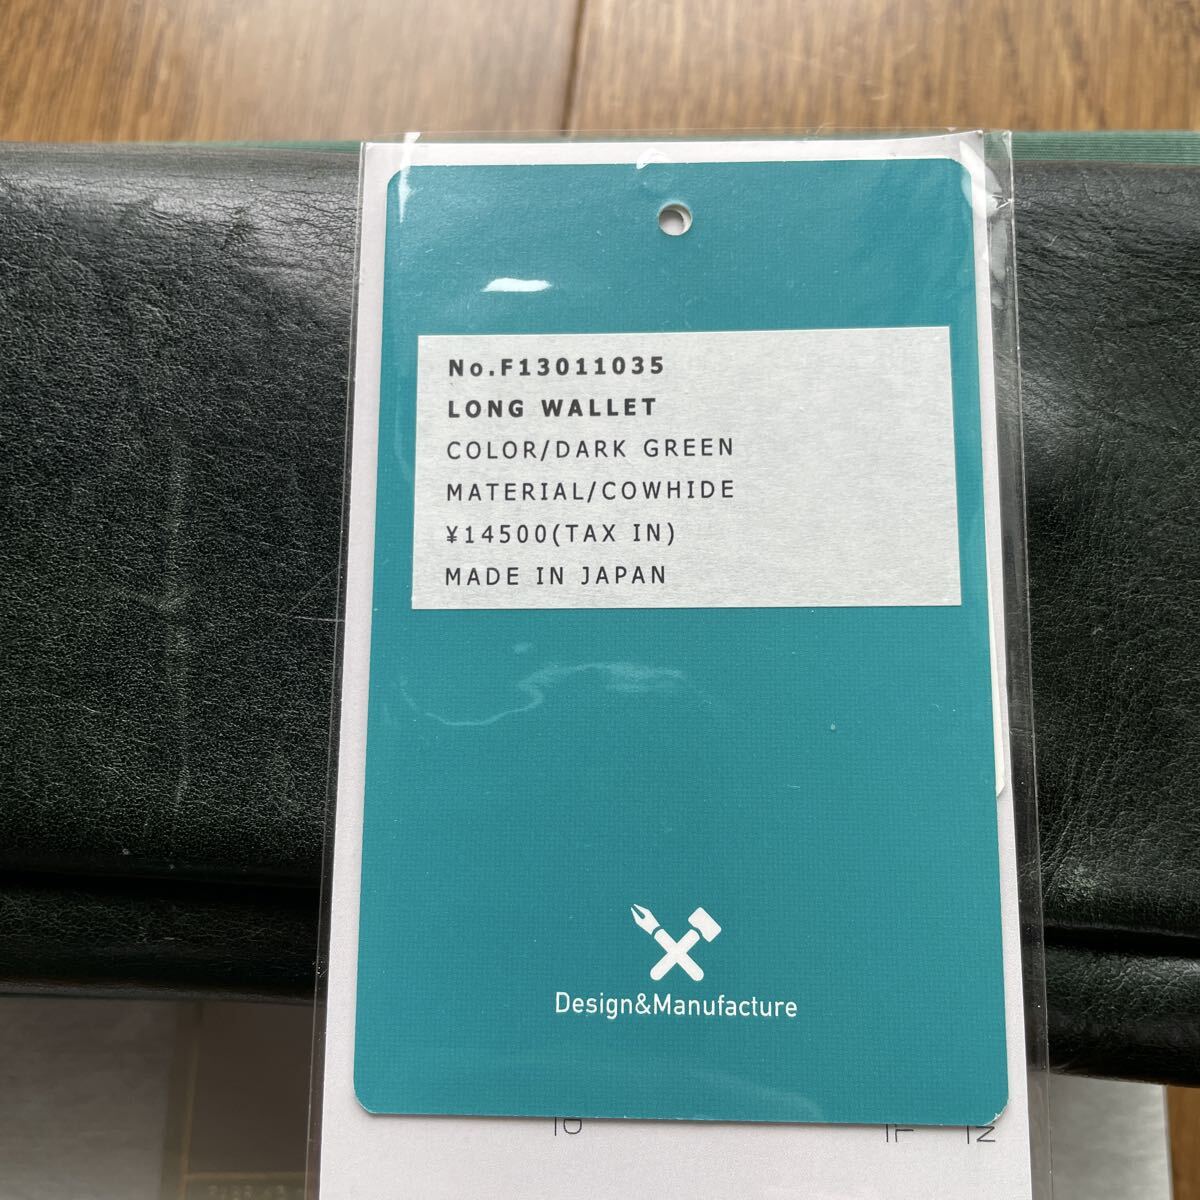 No.F13011035
LONG WALLET
COLOR/DARK GREEN
MATERIAL/COWHIDE
¥14500(TAX IN)
MADE IN JAPAN
Design&Manufacture